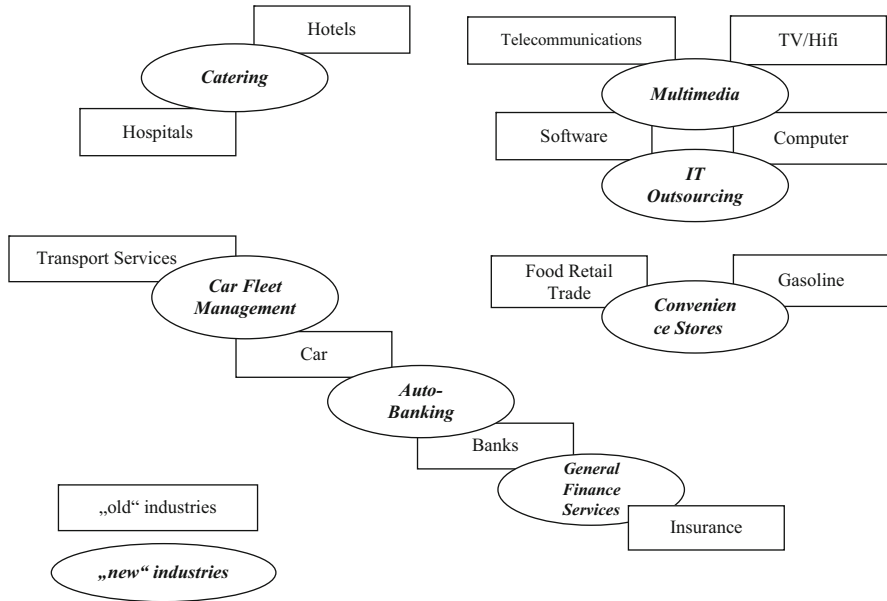 Hotels
Catering
Hospitals
Telecommunications
TV/Hifi
Multimedia
Software
Computer
IT
Outsourcing
Transport Services
Car Fleet
Management
Car
Food Retail
Trade
Gasoline
Convenien
ce Stores
Auto-
Banking
Banks
General
Finance
Services
Insurance
„old“ industries
„new“ industries